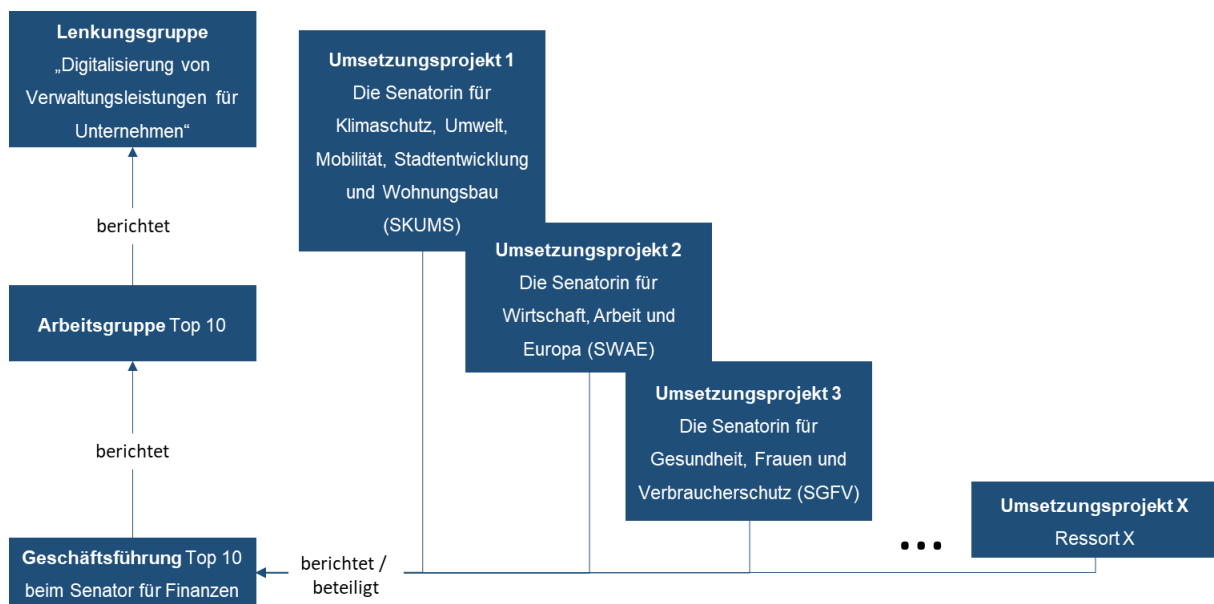 Lenkungsgruppe
„Digitalisierung von
Verwaltungsleistungen für
Unternehmen“
berichtet
Arbeitsgruppe Top 10
berichtet
Geschäftsführung Top 10
beim Senator für Finanzen
Umsetzungsprojekt 1
Die Senatorin für
Klimaschutz, Umwelt,
Mobilität, Stadtentwicklung
und Wohnungsbau
(SKUMS)
Umsetzungsprojekt 2
Die Senatorin für
Wirtschaft, Arbeit und
Europa (SWAE)
Umsetzungsprojekt 3
Die Senatorin für
Gesundheit, Frauen und
Verbraucherschutz (SGFV)
...
Umsetzungsprojekt X
Ressort X
berichtet /
beteiligt